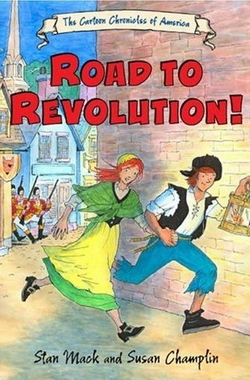 The Cartoon Chronicles of America
ROAD TO
REVOLUTION!
Stan Mack and Susan Champlin